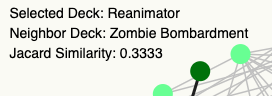 Selected Deck: Reanimator
Neighbor Deck: Zombie Bombardment
Jacard Similarity: 0.3333